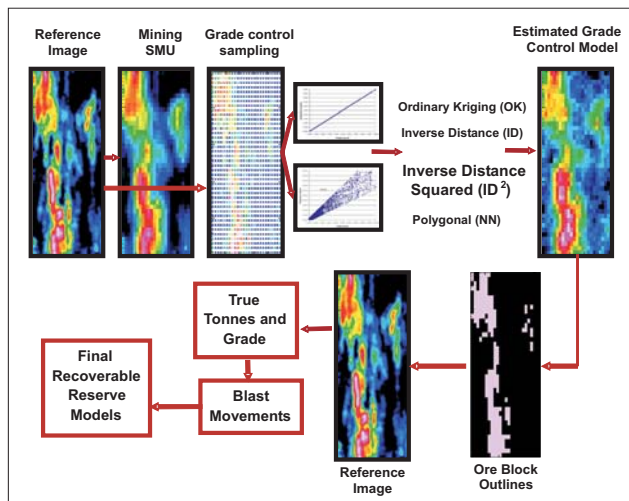 Reference
Image
Mining
SMU
Grade control
sampling
Estimated Grade
Control Model
Ordinary Kriging (OK)
Inverse Distance (ID)
Inverse Distance
Squared (ID²)
Polygonal (NN)
True
Tonnes and
Grade
Final
Recoverable
Reserve
Models
Blast
Movements
Reference
Image
Ore Block
Outlines